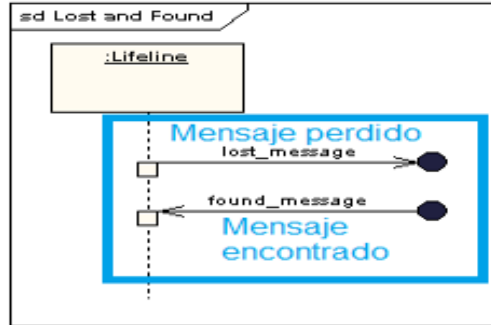 sd Lost and Found
:Lifeline
Mensaje perdido
lost_message
found_message
Mensaje
encontrado